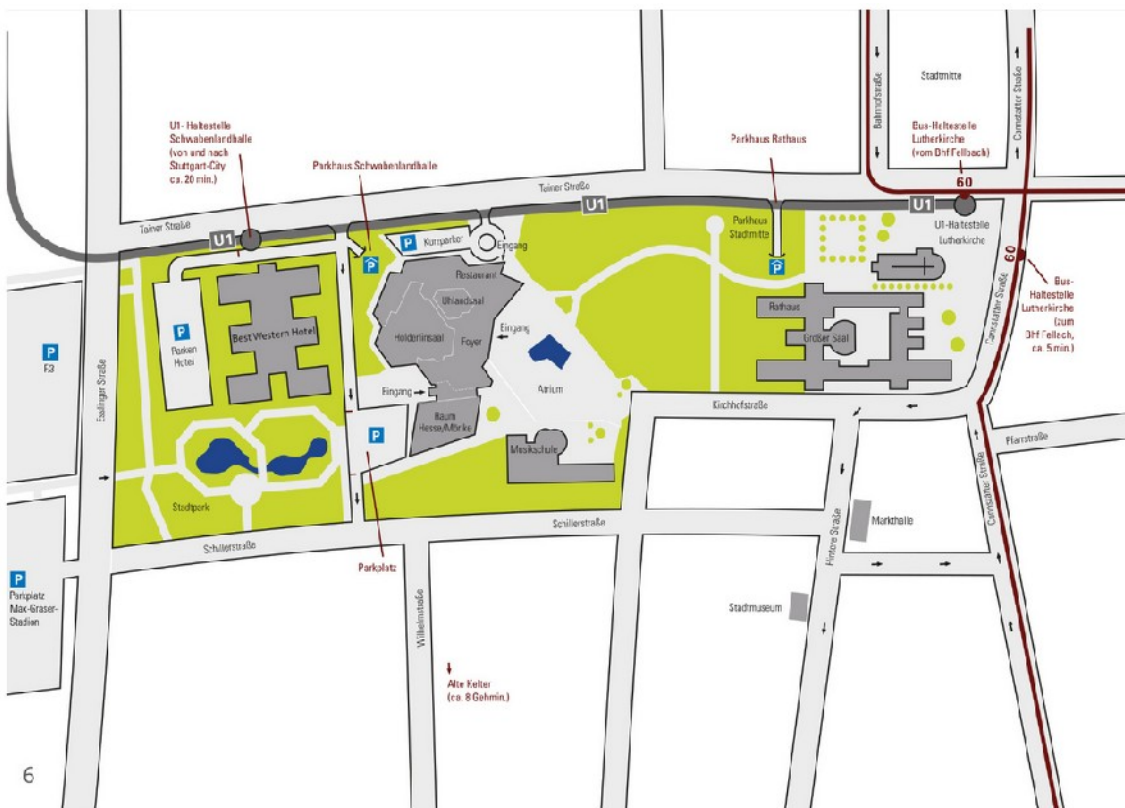 Stadtmitte
Bahnhofstraße
Cannstatter Straße
U1- Haltestelle
Schwabenlandhalle
(von und nach
Stuttgart-City
ca. 20 min.)
Parkhaus Schwabenlandhalle
Parkhaus Rathaus
Bus-Haltestelle
Lutherkirche
(vom Bhf Fellbach)
60
Tainer Straße
Tainer Straße
U1
U1
U1
P
Kurzparker
Eingang
Parkhaus
Stadtmitte
U1-Haltestelle
Lutherkirche
60
P
Restaurant
Uhlandsaal
P
Rathaus
Bus-
Haltestelle
Lutherkirche
(zum
Bhf Fellach,
ca. 5 min.)
Cannstatter Straße
P
Parken
Hotel
Best Western Hotel
Hölderlinsaal
Foyer
Eingang
Großer Saal
P
Esslinger Straße
Eingang
Atrium
Kirchhofstraße
Raum
Hesse/Mörike
P
Musikschule
Pfarrstraße
Stadtpark
Schillerstraße
Schillerstraße
Hintere Straße
Markthalle
Cannstatter Straße
Parkplatz
P
Parkplatz
Max-Graser-
Stadion
Wilhelmstraße
Stadtmuseum
Alte Kelter
(ca. 8 Gehmin.)
6